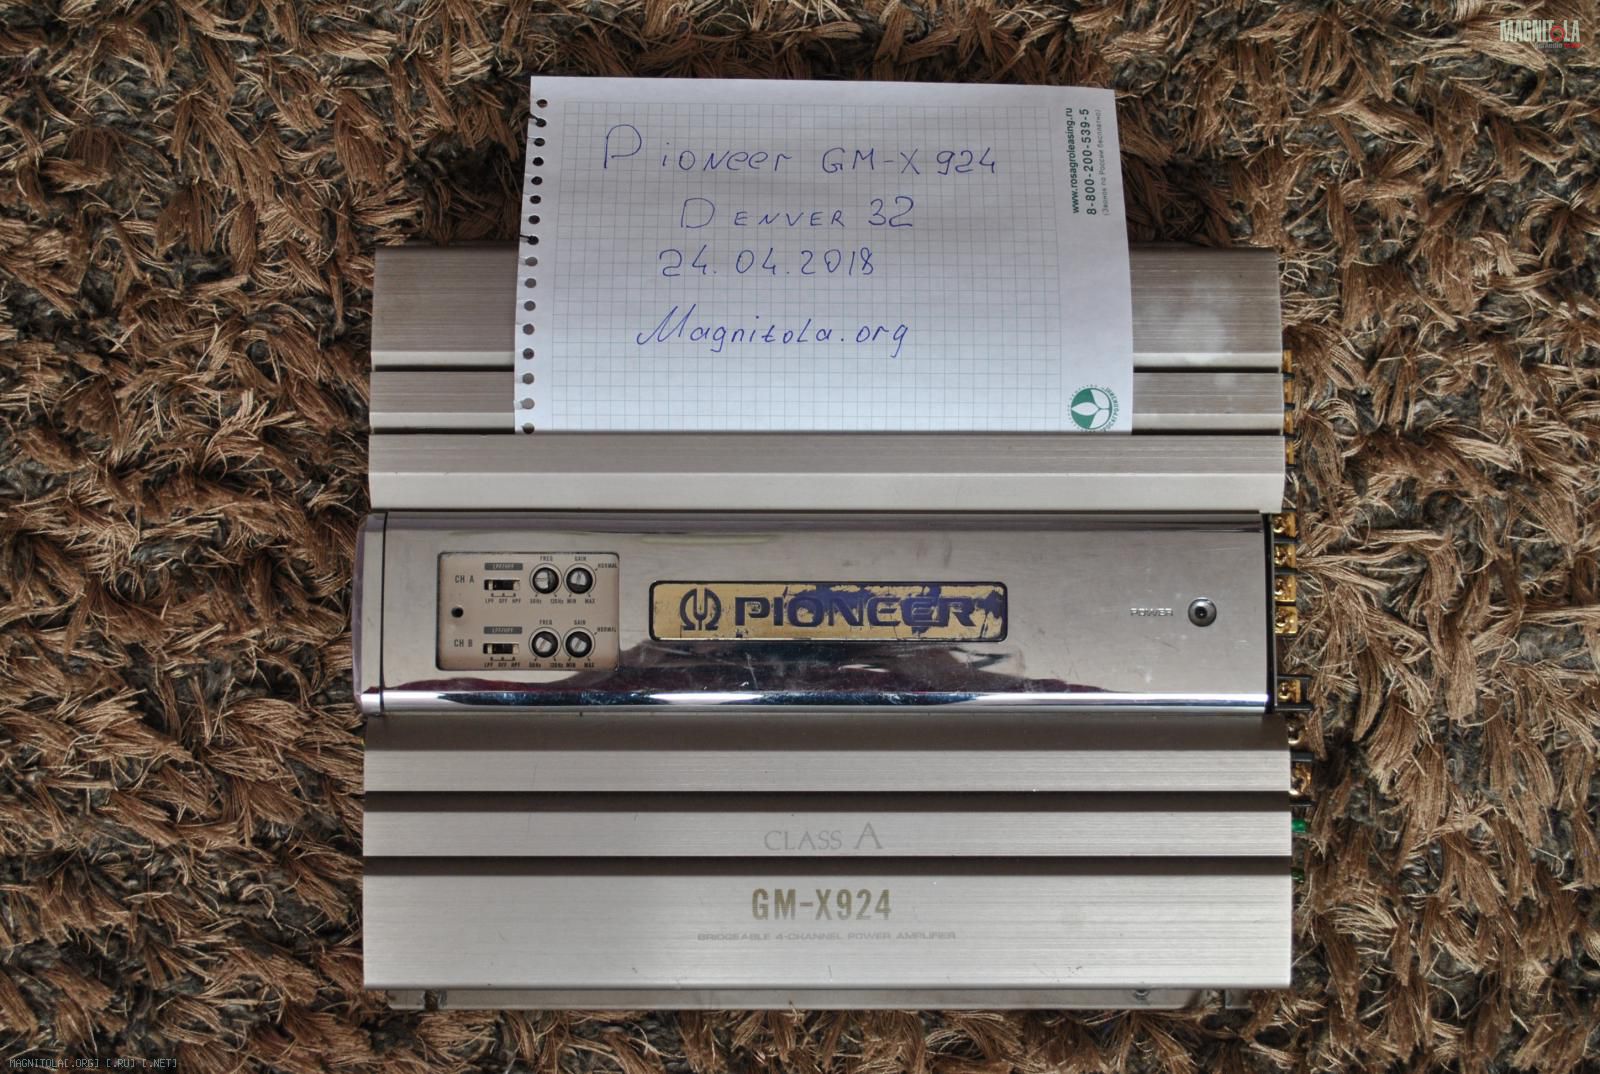 MAGNITOLA
Pioneer GM-X924
Denver 32
24.04.2018
Magnitola.org
www.rosagroleasing.ru
8-800-200-539-5
(Звонок по России бесплатно)
CH A
LPF/HPF
FREQ
GAIN
NORMAL
LPF OFF HPF
50Hz 120Hz MIN MAX
CH B
LPF/HPF
FREQ
GAIN
NORMAL
LPF OFF HPF
50Hz 120Hz MIN MAX
PIONEER
POWER
CLASS A
GM-X924
BRIDGEABLE 4-CHANNEL POWER AMPLIFIER
MAGNITOLA[.ORG] [.RU] [.NET]